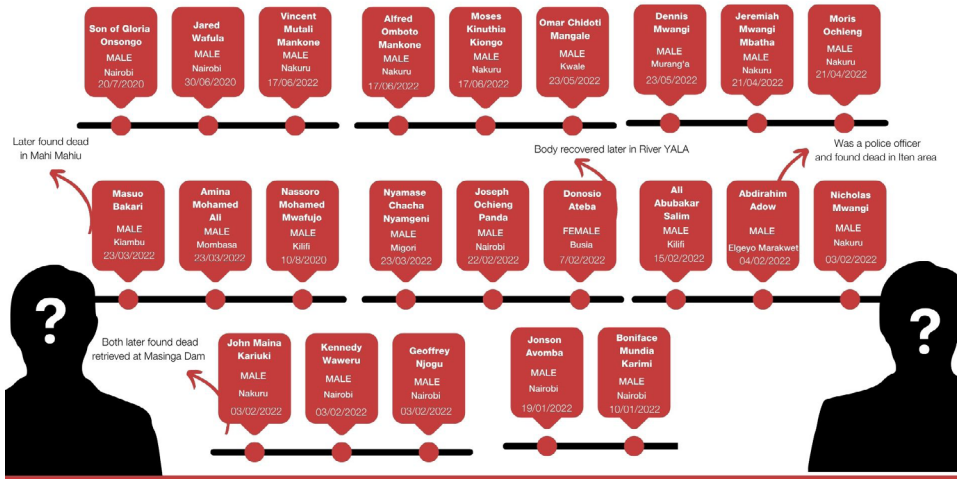 Son of Gloria
Onsongo
MALE
Nairobi
20/7/2020
Jared
Wafula
MALE
Nairobi
30/06/2020
Vincent
Mutali
Mankone
MALE
Nakuru
17/06/2022
Alfred
Omboto
Mankone
MALE
Nakuru
17/06/2022
Moses
Kinuthia
Kiongo
MALE
Nakuru
17/06/2022
Omar Chidoti
Mangale
MALE
Kwale
23/05/2022
Dennis
Mwangi
MALE
Murang'a
23/05/2022
Jeremiah
Mwangi
Mbatha
MALE
Nakuru
21/04/2022
Moris
Ochieng
MALE
Nakuru
21/04/2022
Later found dead
in Mahi Mahiu
Body recovered later in River YALA
Was a police officer
and found dead in Iten area
Masuo
Bakari
MALE
Kiambu
23/03/2022
Amina
Mohamed
Ali
MALE
Mombasa
23/03/2022
Nassoro
Mohamed
Mwafujo
MALE
Kilifi
10/8/2020
Nyamase
Chacha
Nyamgeni
MALE
Migori
23/03/2022
Joseph
Ochieng
Panda
MALE
Nairobi
22/02/2022
Donosio
Ateba
FEMALE
Busia
7/02/2022
Ali
Abubakar
Salim
MALE
Kilifi
15/02/2022
Abdirahim
Adow
MALE
Elgeyo Marakwet
04/02/2022
Nicholas
Mwangi
MALE
Nakuru
03/02/2022
?
?
Both later found dead
retrieved at Masinga Dam
John Maina
Kariuki
MALE
Nakuru
03/02/2022
Kennedy
Waweru
MALE
Nairobi
03/02/2022
Geoffrey
Njogu
MALE
Nairobi
03/02/2022
Jonson
Avomba
MALE
Nairobi
19/01/2022
Boniface
Mundia
Karimi
MALE
Nairobi
10/01/2022